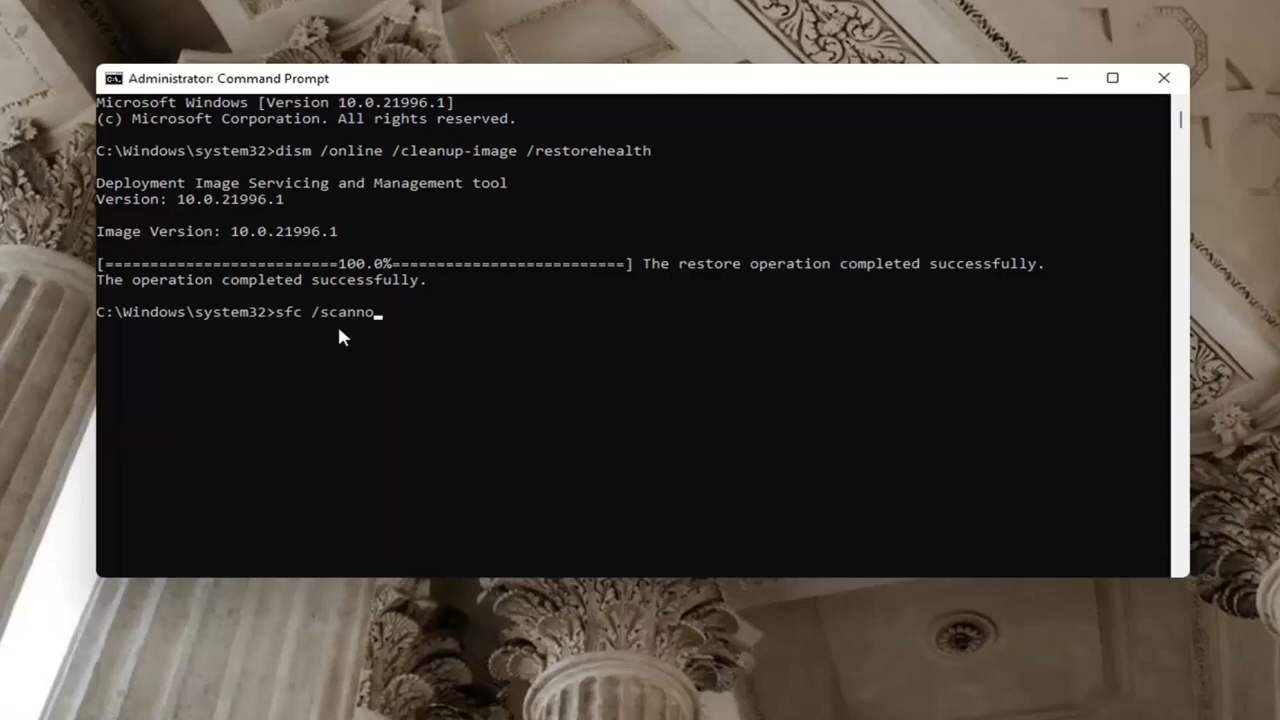 Administrator: Command Prompt
Microsoft Windows [Version 10.0.21996.1]
(c) Microsoft Corporation. All rights reserved.
C:\Windows\system32>dism /online /cleanup-image /restorehealth
Deployment Image Servicing and Management tool
Version: 10.0.21996.1
Image Version: 10.0.21996.1
[==========================100.0%==========================] The restore operation completed successfully.
The operation completed successfully.
C:\Windows\system32>sfc /scanno